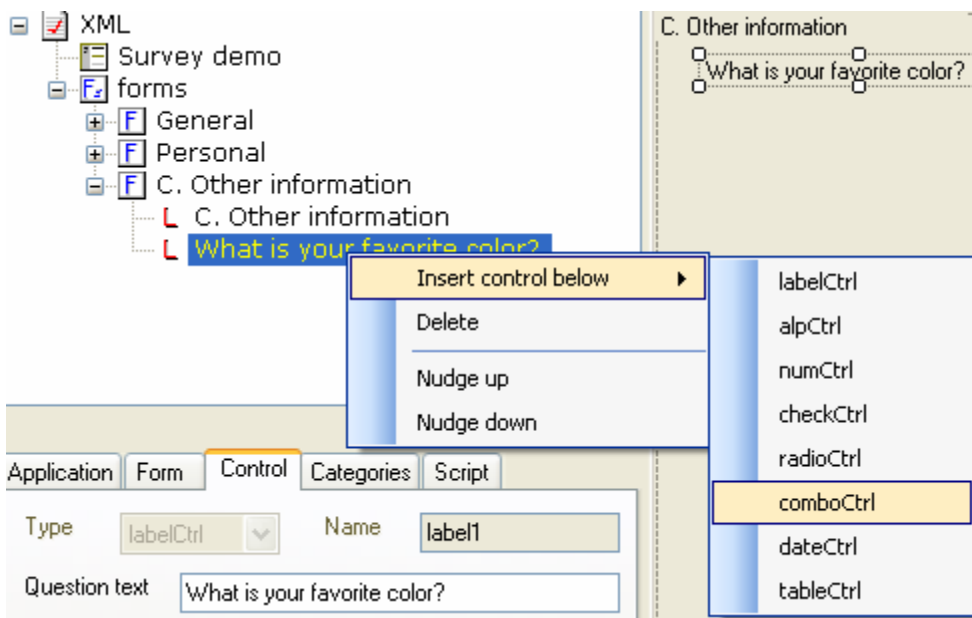 XML
Survey demo
forms
General
Personal
C. Other information
C. Other information
What is your favorite color?
C. Other information
What is your favorite color?
Insert control below
Delete
Nudge up
Nudge down
labelCtrl
alpCtrl
numCtrl
checkCtrl
radioCtrl
comboCtrl
dateCtrl
tableCtrl
Application Form Control Categories Script
Type labelCtrl Name label1
Question text What is your favorite color?